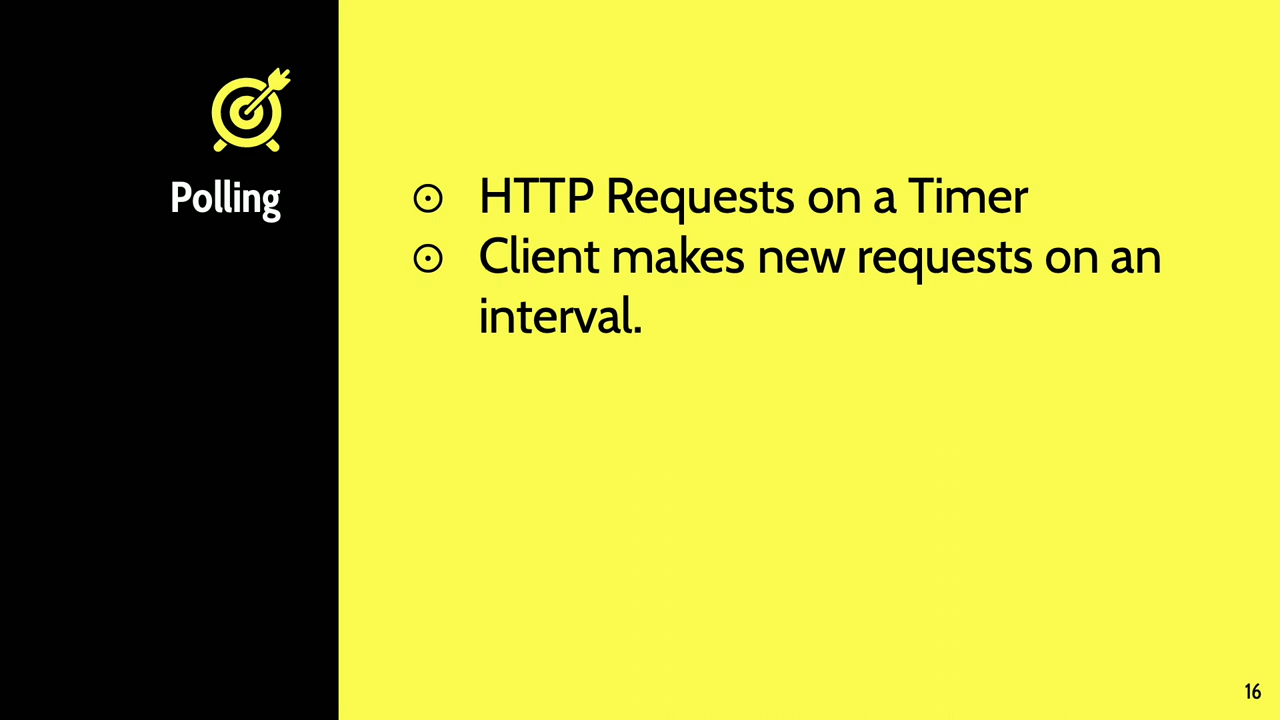 Polling
HTTP Requests on a Timer
Client makes new requests on an
interval.
16